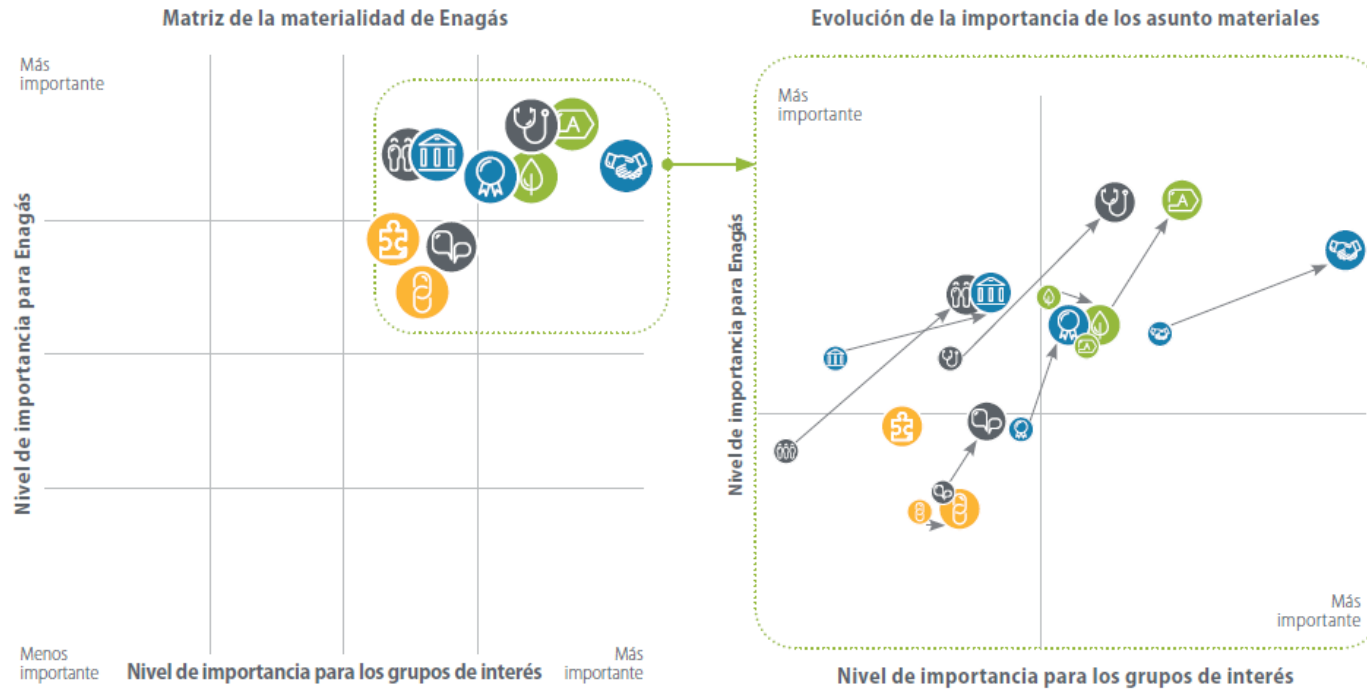 Matriz de la materialidad de Enagás
Más
importante
Nivel de importancia para Enagás
A
Menos
importante
Nivel de importancia para los grupos de interés
Más
importante
Evolución de la importancia de los asunto materiales
Más
importante
Nivel de importancia para Enagás
A
A
Más
importante
Nivel de importancia para los grupos de interés